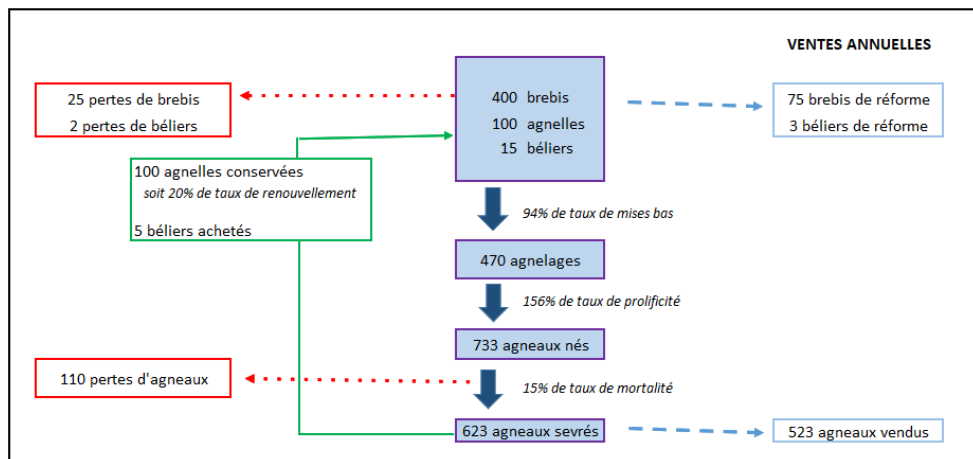 VENTES ANNUELLES
25 pertes de brebis
2 pertes de béliers
400 brebis
100 agnelles
15 béliers
75 brebis de réforme
3 béliers de réforme
100 agnelles conservées
soit 20% de taux de renouvellement
5 béliers achetés
94% de taux de mises bas
470 agnelages
156% de taux de prolificité
733 agneaux nés
110 pertes d'agneaux
15% de taux de mortalité
623 agneaux sevrés
523 agneaux vendus